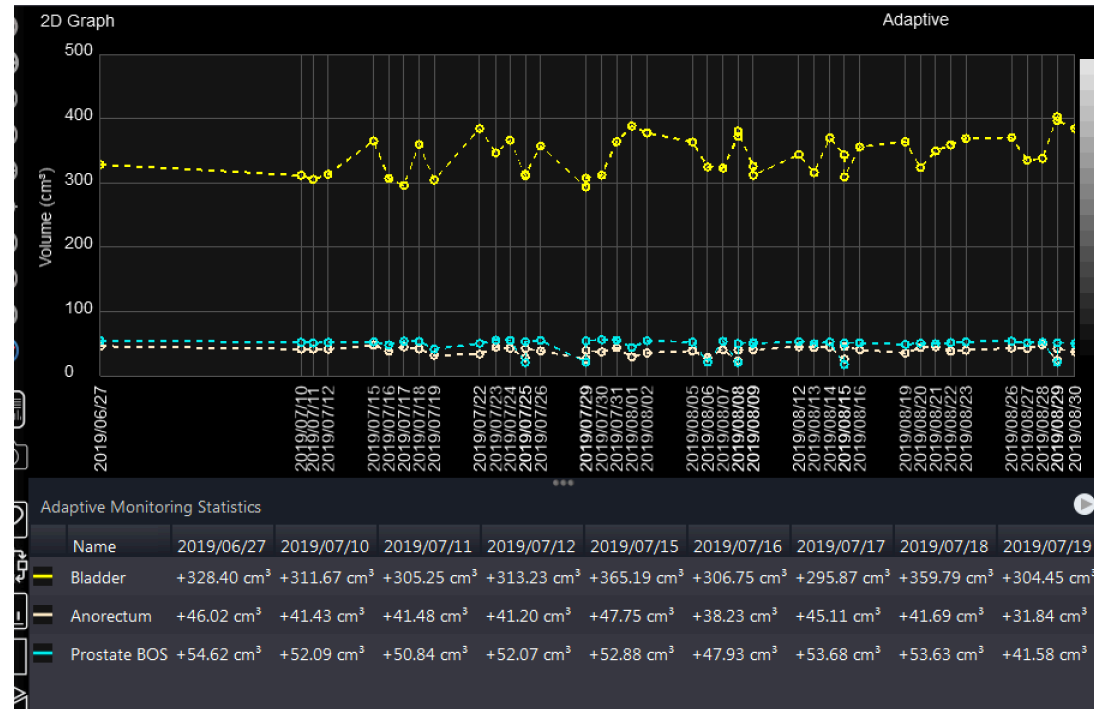 2D Graph Adaptive
500
400
300
200
100
0
Volume (cm³)
2019/06/27 2019/07/10 2019/07/11 2019/07/12 2019/07/15 2019/07/16 2019/07/17 2019/07/18 2019/07/19 2019/07/22 2019/07/23 2019/07/24 2019/07/25 2019/07/26 2019/07/29 2019/07/30 2019/07/31 2019/08/01 2019/08/02 2019/08/05 2019/08/06 2019/08/07 2019/08/08 2019/08/09 2019/08/12 2019/08/13 2019/08/14 2019/08/15 2019/08/16 2019/08/19 2019/08/20 2019/08/21 2019/08/22 2019/08/23 2019/08/26 2019/08/27 2019/08/28 2019/08/29 2019/08/30
Adaptive Monitoring Statistics
Name 2019/06/27 2019/07/10 2019/07/11 2019/07/12 2019/07/15 2019/07/16 2019/07/17 2019/07/18 2019/07/19
Bladder +328.40 cm³ +311.67 cm³ +305.25 cm³ +313.23 cm³ +365.19 cm³ +306.75 cm³ +295.87 cm³ +359.79 cm³ +304.45 cm³
Anorectum +46.02 cm³ +41.43 cm³ +41.48 cm³ +41.20 cm³ +47.75 cm³ +38.23 cm³ +45.11 cm³ +41.69 cm³ +31.84 cm³
Prostate BOS +54.62 cm³ +52.09 cm³ +50.84 cm³ +52.07 cm³ +52.88 cm³ +47.93 cm³ +53.68 cm³ +53.63 cm³ +41.58 cm³